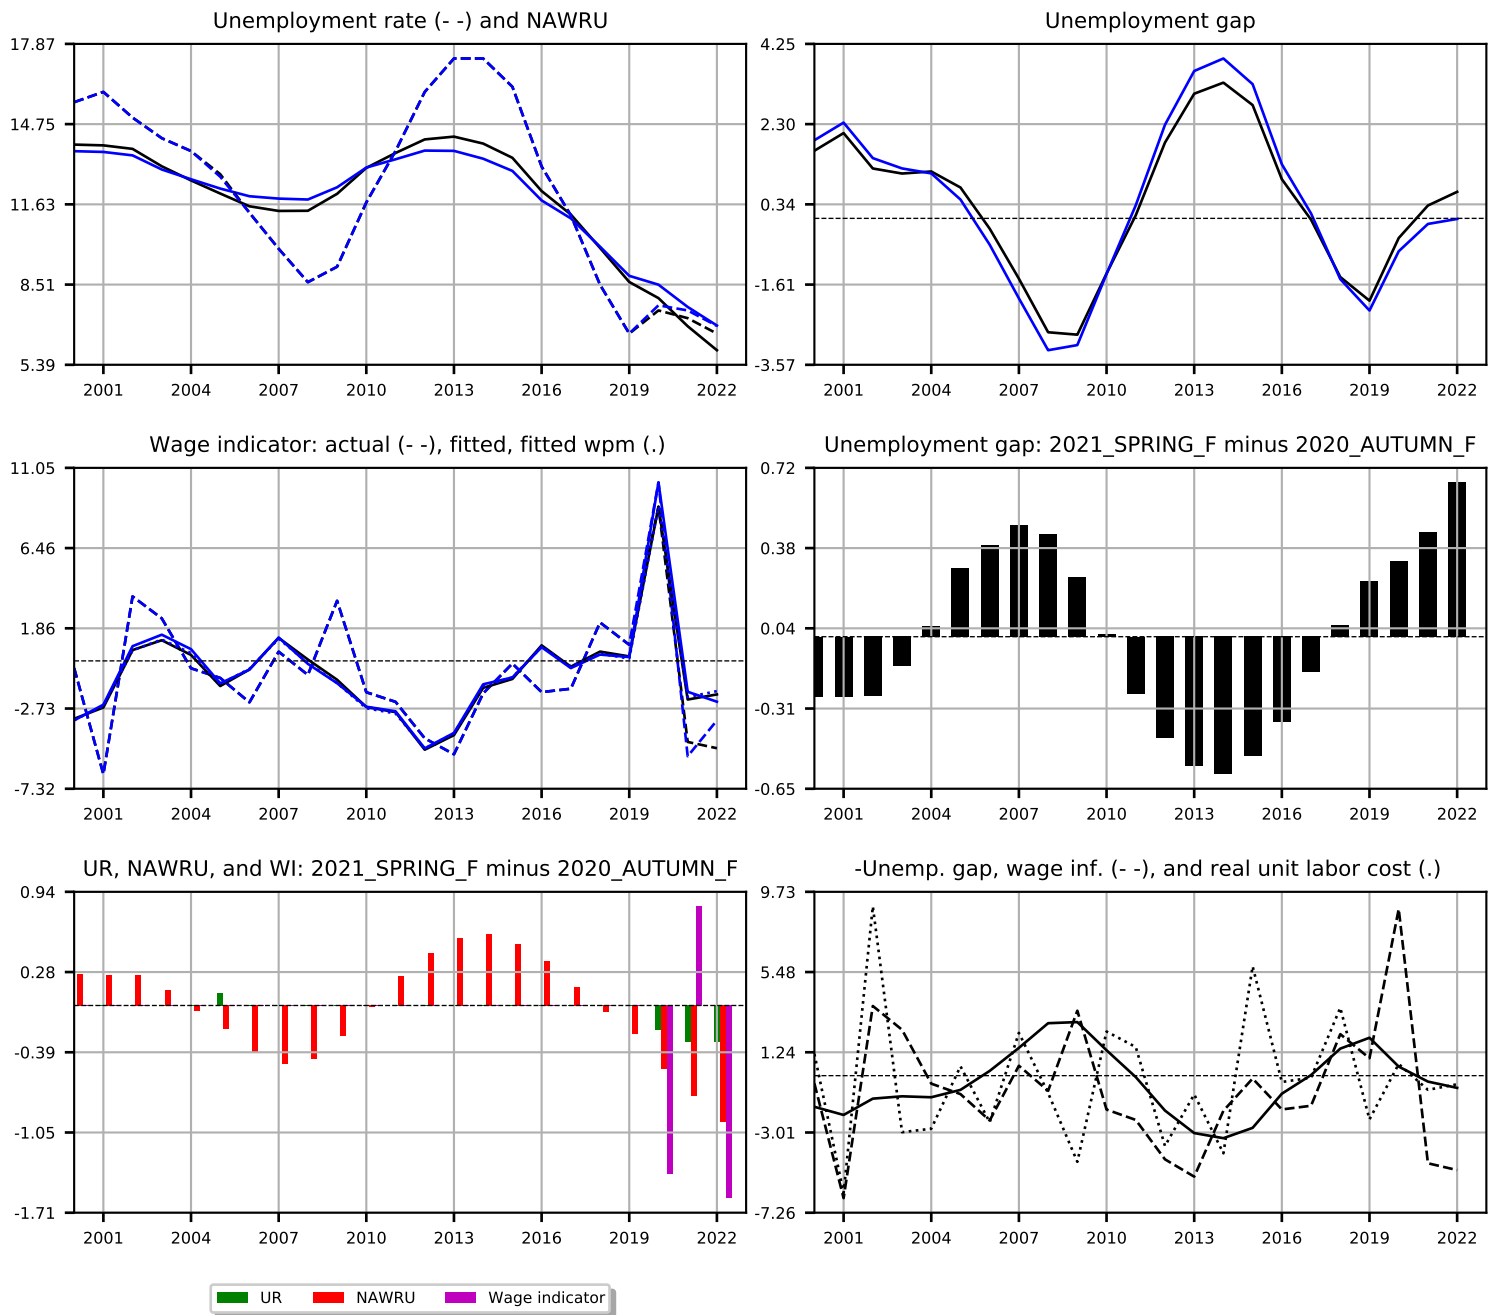 Unemployment rate (- -) and NAWRU
17.87
14.75
11.63
8.51
5.39
2001 2004 2007 2010 2013 2016 2019 2022
Unemployment gap
4.25
2.30
0.34
-1.61
-3.57
2001 2004 2007 2010 2013 2016 2019 2022
Wage indicator: actual (- -), fitted, fitted wpm (.)
11.05
6.46
1.86
-2.73
-7.32
2001 2004 2007 2010 2013 2016 2019 2022
Unemployment gap: 2021_SPRING_F minus 2020_AUTUMN_F
0.72
0.38
0.04
-0.31
-0.65
2001 2004 2007 2010 2013 2016 2019 2022
UR, NAWRU, and WI: 2021_SPRING_F minus 2020_AUTUMN_F
0.94
0.28
-0.39
-1.05
-1.71
2001 2004 2007 2010 2013 2016 2019 2022
-Unemp. gap, wage inf. (- -), and real unit labor cost (.)
9.73
5.48
1.24
-3.01
-7.26
2001 2004 2007 2010 2013 2016 2019 2022
UR NAWRU Wage indicator